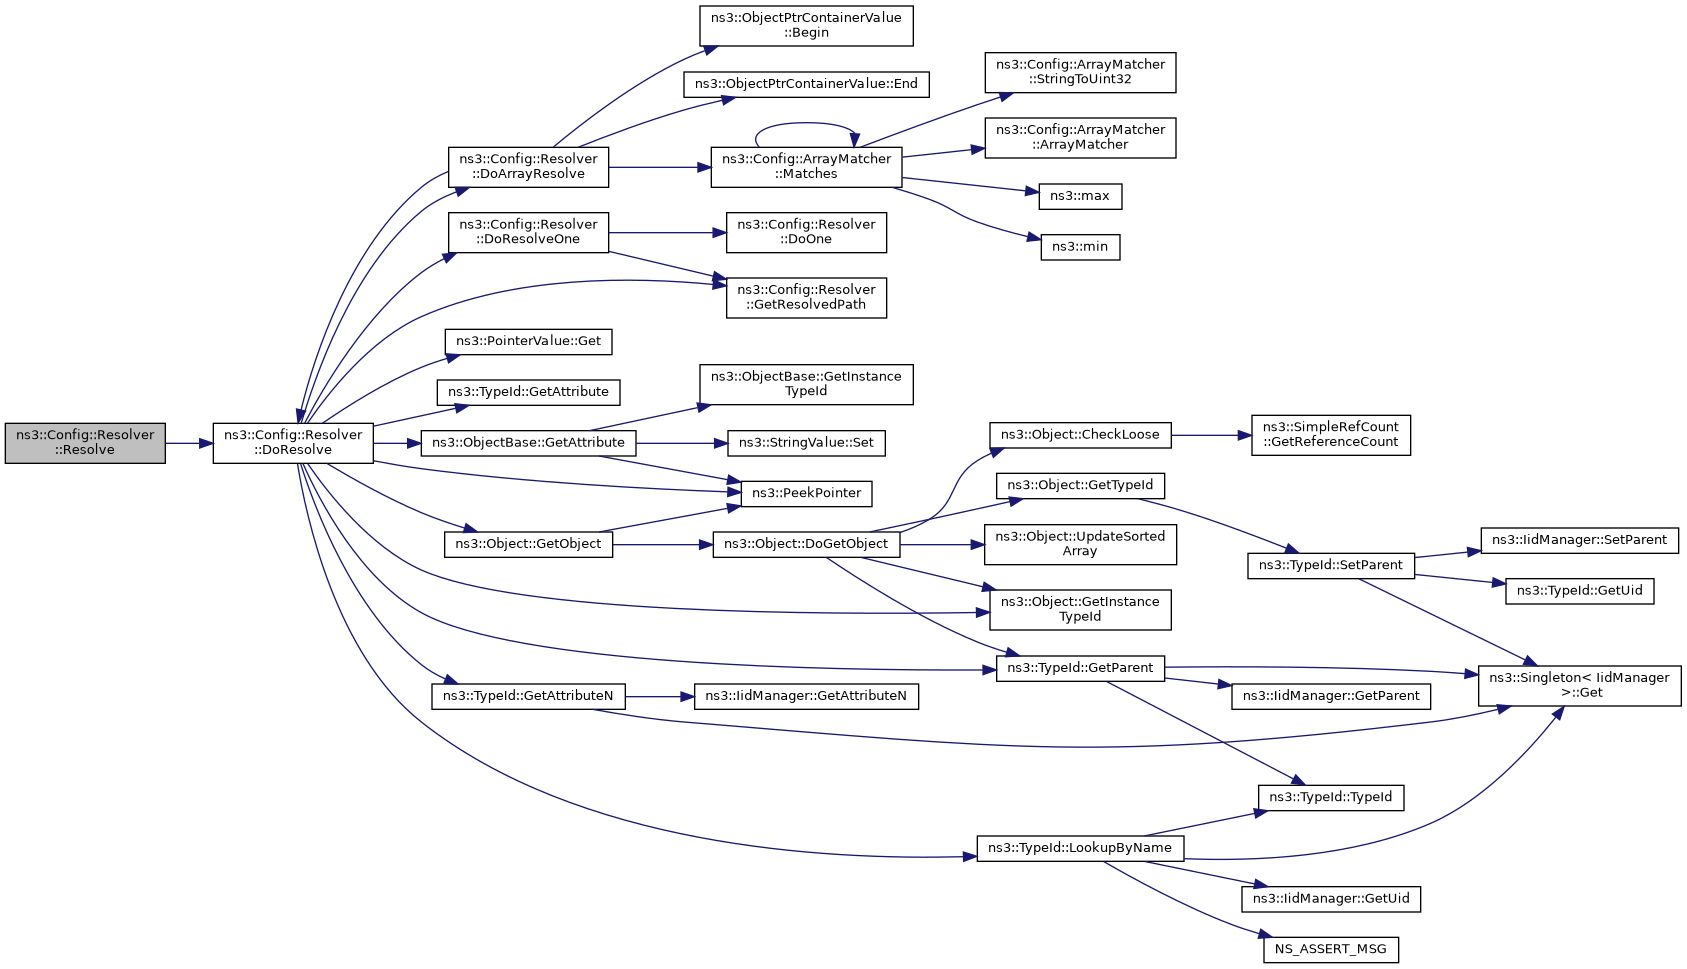 ns3::ObjectPtrContainerValue
::Begin
ns3::ObjectPtrContainerValue::End
ns3::Config::ArrayMatcher
::StringToUint32
ns3::Config::ArrayMatcher
::ArrayMatcher
ns3::Config::Resolver
::DoArrayResolve
ns3::Config::ArrayMatcher
::Matches
ns3::max
ns3::Config::Resolver
::DoResolveOne
ns3::Config::Resolver
::DoOne
ns3::min
ns3::Config::Resolver
::GetResolvedPath
ns3::PointerValue::Get
ns3::TypeId::GetAttribute
ns3::ObjectBase::GetInstance
TypeId
ns3::Config::Resolver
::Resolve
ns3::Config::Resolver
::DoResolve
ns3::ObjectBase::GetAttribute
ns3::StringValue::Set
ns3::Object::CheckLoose
ns3::SimpleRefCount
::GetReferenceCount
ns3::PeekPointer
ns3::Object::GetTypeId
ns3::Object::GetObject
ns3::Object::DoGetObject
ns3::Object::UpdateSorted
Array
ns3::TypeId::SetParent
ns3::IidManager::SetParent
ns3::TypeId::GetUid
ns3::Object::GetInstance
TypeId
ns3::TypeId::GetParent
ns3::TypeId::GetAttributeN
ns3::IidManager::GetAttributeN
ns3::IidManager::GetParent
ns3::Singleton< IidManager
>::Get
ns3::TypeId::TypeId
ns3::TypeId::LookupByName
ns3::IidManager::GetUid
NS_ASSERT_MSG